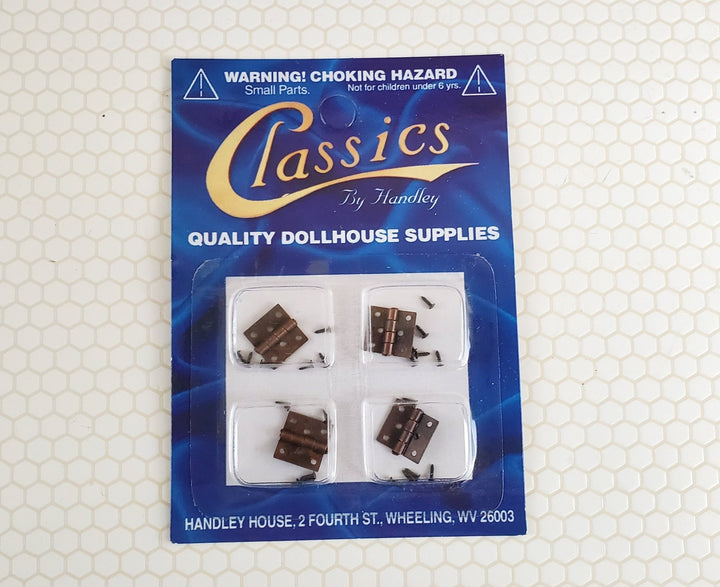 WARNING! CHOKING HAZARD
Small Parts. Not for children under 6 yrs.
Classics
By Handley
QUALITY DOLLHOUSE SUPPLIES
HANDLEY HOUSE, 2 FOURTH ST., WHEELING, WV 26003